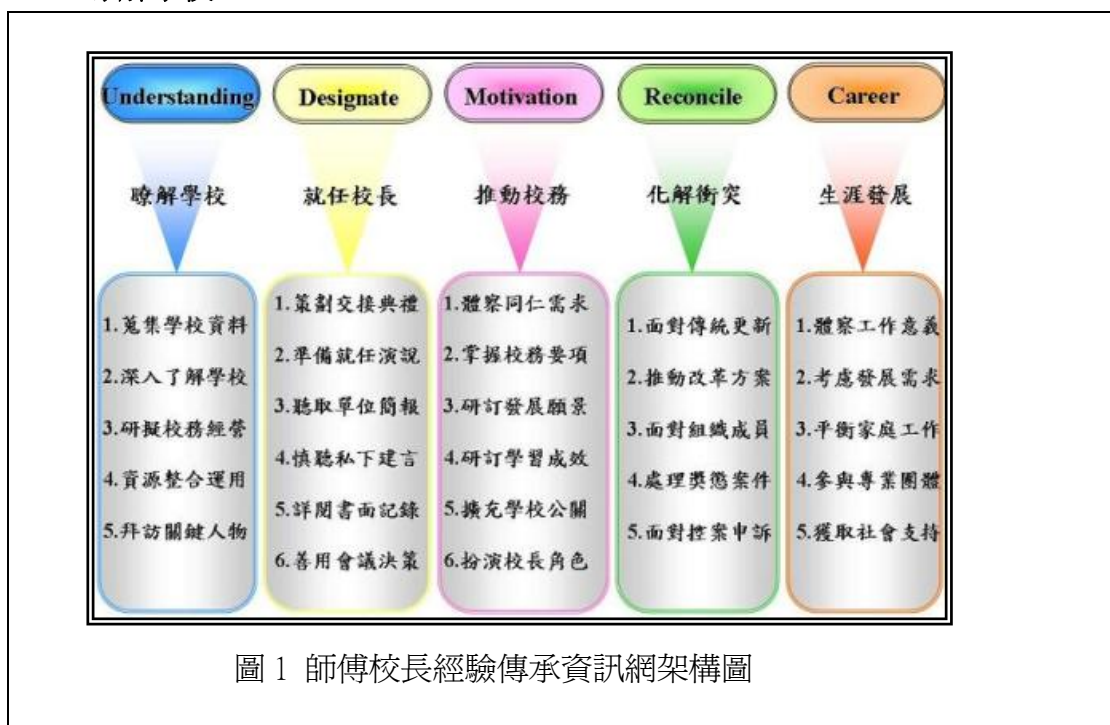 Understanding
Designate
Motivation
Reconcile
Career
瞭解學校
就任校長
推動校務
化解衝突
生涯發展
1.蒐集學校資料
2.深入了解學校
3.研擬校務經營
4.資源整合運用
5.拜訪關鍵人物
1.策劃交接典禮
2.準備就任演說
3.聽取單位簡報
4.慎聽私下建言
5.詳閱書面記錄
6.善用會議決策
1.體察同仁需求
2.掌握校務要項
3.研訂發展願景
4.研訂學習成效
5.擴充學校公關
6.扮演校長角色
1.面對傳統更新
2.推動改革方案
3.面對組織成員
4.處理獎懲案件
5.面對控案申訴
1.體察工作意義
2.考慮發展需求
3.平衡家庭工作
4.參與專業團體
5.獲取社會支持
圖 1 師傅校長經驗傳承資訊網架構圖